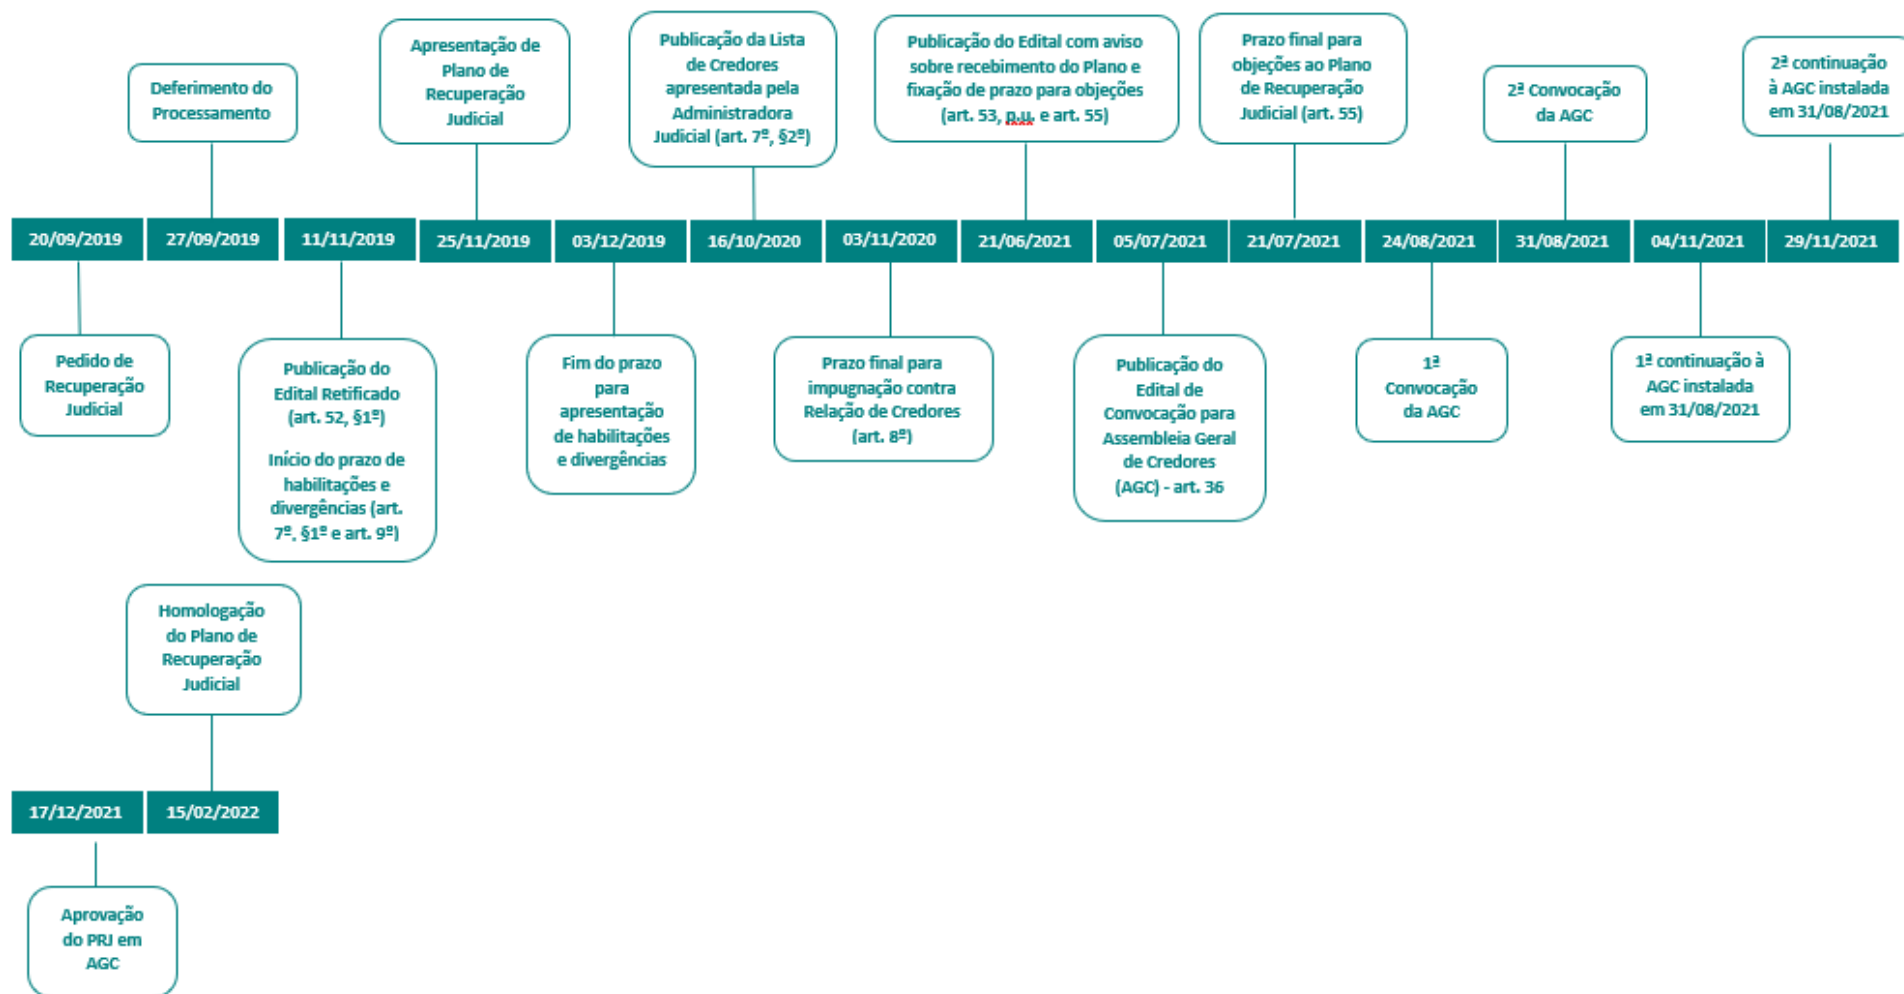 Deferimento do
Processamento
Apresentação de
Plano de
Recuperação
Judicial
Publicação da Lista
de Credores
apresentada pela
Administradora
Judicial (art. 7º, §2º)
Publicação do Edital com aviso
sobre recebimento do Plano e
fixação de prazo para objeções
(art. 53, p.u. e art. 55)
Prazo final para
objeções ao Plano
de Recuperação
Judicial (art. 55)
2ª Convocação
da AGC
2ª continuação
à AGC instalada
em 31/08/2021
20/09/2019
27/09/2019
11/11/2019
25/11/2019
03/12/2019
16/10/2020
03/11/2020
21/06/2021
05/07/2021
21/07/2021
24/08/2021
31/08/2021
04/11/2021
29/11/2021
Pedido de
Recuperação
Judicial
Publicação do
Edital Retificado
(art. 52, §1º)
Início do prazo de
habilitações e
divergências (art.
7º, §1º e art. 9º)
Fim do prazo
para
apresentação
de habilitações
e divergências
Prazo final para
impugnação contra
Relação de Credores
(art. 8º)
Publicação do
Edital de
Convocação para
Assembleia Geral
de Credores
(AGC) - art. 36
1ª
Convocação
da AGC
1ª continuação à
AGC instalada
em 31/08/2021
Homologação
do Plano de
Recuperação
Judicial
17/12/2021
15/02/2022
Aprovação
do PRJ em
AGC